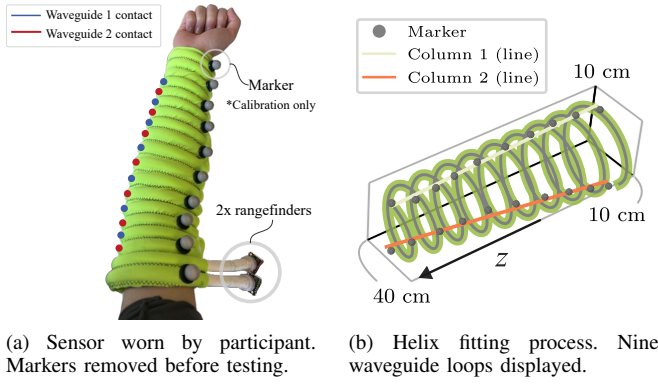 Waveguide 1 contact
Waveguide 2 contact
Marker
*Calibration only
2x rangefinders
(a) Sensor worn by participant.
Markers removed before testing.
Marker
Column 1 (line)
Column 2 (line)
10 cm
10 cm
z
40 cm
(b) Helix fitting process. Nine
waveguide loops displayed.